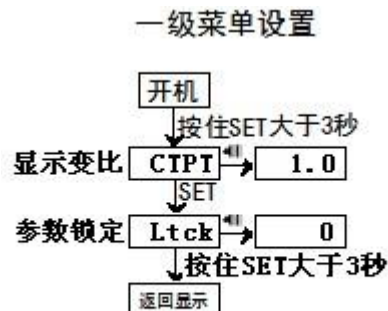 一级菜单设置
开机
按住SET大于3秒
显示变比 CTPT 1.0
SET
参数锁定 Ltck 0
按住SET大于3秒
返回显示